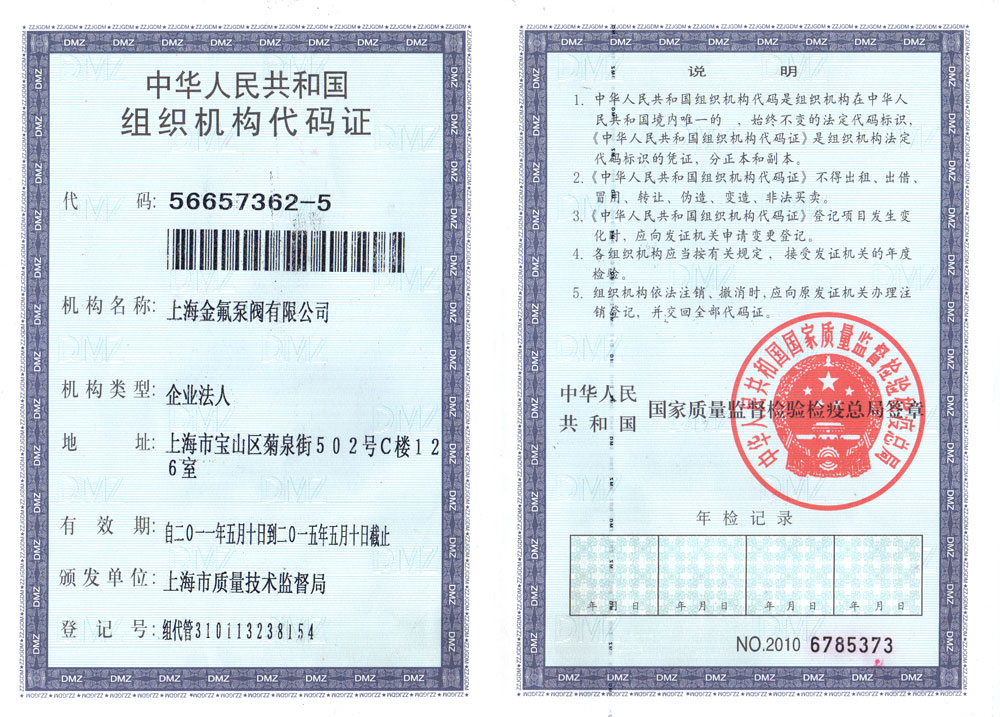 中华人民共和国
组织机构代码证
代 码: 56657362-5
机构名称: 上海金氟泵阀有限公司
机构类型: 企业法人
地 址: 上海市宝山区菊泉街502号C楼12
6室
有 效 期: 自二0一一年五月十日到二0一五年五月十日截止
颁发单位: 上海市质量技术监督局
登 记 号: 组代管310113238154
说 明
1. 中华人民共和国组织机构代码是组织机构在中华人
民共和国境内唯一的 ，始终不变的法定代码标识，
《中华人民共和国组织机构代码证》是组织机构法定
代码标识的凭证，分正本和副本。
2.《中华人民共和国组织机构代码证》不得出租、出借、
冒用、转让、伪造、变造、非法买卖。
3.《中华人民共和国组织机构代码证》登记项目发生变
化时，应向发证机关申请变更登记。
4. 各组织机构应当按有关规定，接受发证机关的年度
检验。
5. 组织机构依法注销、撤消时，应向原发证机关办理注
销登记，并交回全部代码证。
中华人民
共和国
国家质量监督检验检疫总局签章
中华人民共和国国家质量监督检验检疫总局
年检记录
年 月 日 年 月 日 年 月 日 年 月 日
NO.2010 6785373